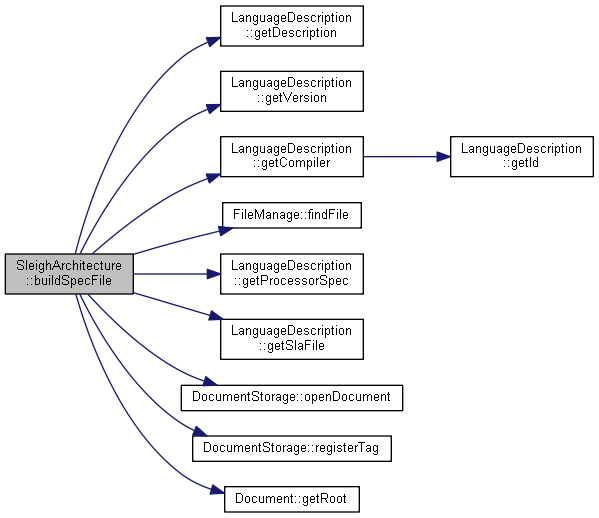 LanguageDescription
::getDescription
LanguageDescription
::getVersion
LanguageDescription
::getCompiler
LanguageDescription
::getId
FileManage::findFile
SleighArchitecture
::buildSpecFile
LanguageDescription
::getProcessorSpec
LanguageDescription
::getSlaFile
DocumentStorage::openDocument
DocumentStorage::registerTag
Document::getRoot